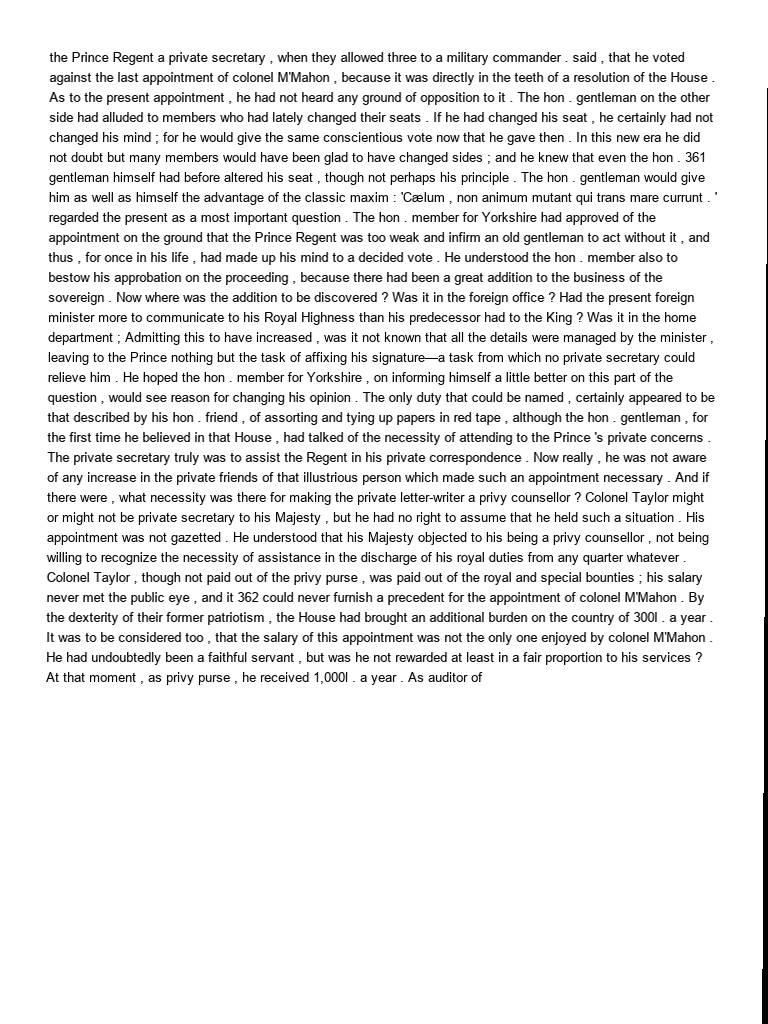 the Prince Regent a private secretary , when they allowed three to a military commander . said , that he voted
against the last appointment of colonel M'Mahon , because it was directly in the teeth of a resolution of the House .
As to the present appointment , he had not heard any ground of opposition to it . The hon . gentleman on the other
side had alluded to members who had lately changed their seats . If he had changed his seat , he certainly had not
changed his mind ; for he would give the same conscientious vote now that he gave then . In this new era he did
not doubt but many members would have been glad to have changed sides ; and he knew that even the hon . 361
gentleman himself had before altered his seat , though not perhaps his principle . The hon . gentleman would give
him as well as himself the advantage of the classic maxim : 'Cælum , non animum mutant qui trans mare currunt . '
regarded the present as a most important question . The hon . member for Yorkshire had approved of the
appointment on the ground that the Prince Regent was too weak and infirm an old gentleman to act without it , and
thus , for once in his life , had made up his mind to a decided vote . He understood the hon . member also to
bestow his approbation on the proceeding , because there had been a great addition to the business of the
sovereign . Now where was the addition to be discovered ? Was it in the foreign office ? Had the present foreign
minister more to communicate to his Royal Highness than his predecessor had to the King ? Was it in the home
department ; Admitting this to have increased , was it not known that all the details were managed by the minister ,
leaving to the Prince nothing but the task of affixing his signature—a task from which no private secretary could
relieve him . He hoped the hon . member for Yorkshire , on informing himself a little better on this part of the
question , would see reason for changing his opinion . The only duty that could be named , certainly appeared to be
that described by his hon . friend , of assorting and tying up papers in red tape , although the hon . gentleman , for
the first time he believed in that House , had talked of the necessity of attending to the Prince 's private concerns .
The private secretary truly was to assist the Regent in his private correspondence . Now really , he was not aware
of any increase in the private friends of that illustrious person which made such an appointment necessary . And if
there were , what necessity was there for making the private letter-writer a privy counsellor ? Colonel Taylor might
or might not be private secretary to his Majesty , but he had no right to assume that he held such a situation . His
appointment was not gazetted . He understood that his Majesty objected to his being a privy counsellor , not being
willing to recognize the necessity of assistance in the discharge of his royal duties from any quarter whatever .
Colonel Taylor , though not paid out of the privy purse , was paid out of the royal and special bounties ; his salary
never met the public eye , and it 362 could never furnish a precedent for the appointment of colonel M'Mahon . By
the dexterity of their former patriotism , the House had brought an additional burden on the country of 300l . a year .
It was to be considered too , that the salary of this appointment was not the only one enjoyed by colonel M'Mahon .
He had undoubtedly been a faithful servant , but was he not rewarded at least in a fair proportion to his services ?
At that moment , as privy purse , he received 1,000l . a year . As auditor of